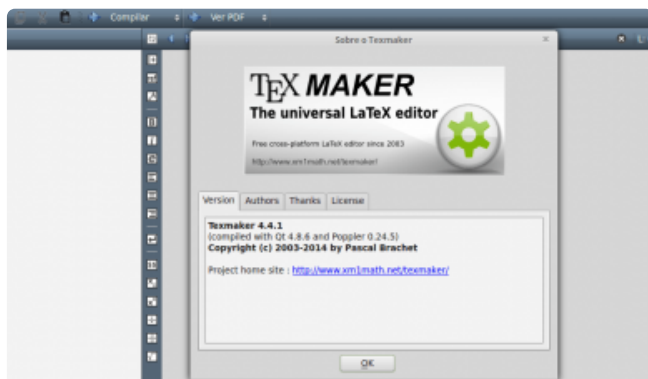 Compilar
Ver PDF
Sobre o Texmaker
TEX MAKER
The universal LaTeX editor
Free cross-platform LaTeX editor since 2003
http://www.xm1math.net/texmaker/
Version Authors Thanks License
Texmaker 4.4.1
(compiled with Qt 4.8.6 and Poppler 0.24.5)
Copyright (c) 2003-2014 by Pascal Brachet
Project home site : http://www.xm1math.net/texmaker/
OK